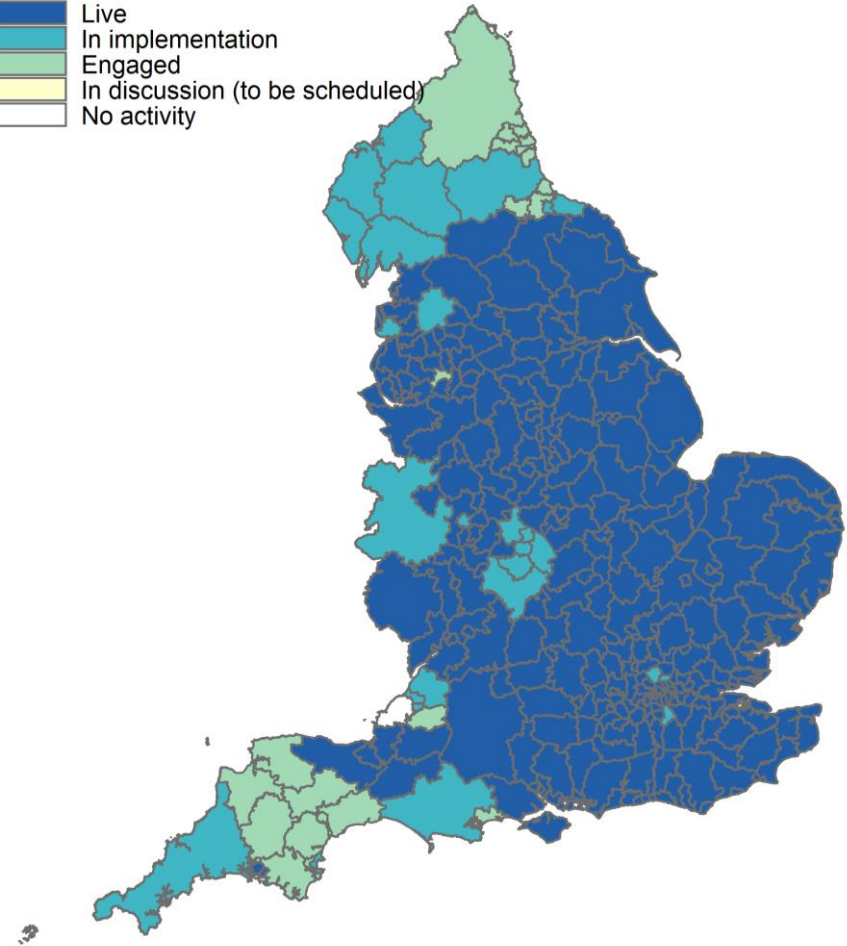 Live
In implementation
Engaged
In discussion (to be scheduled)
No activity